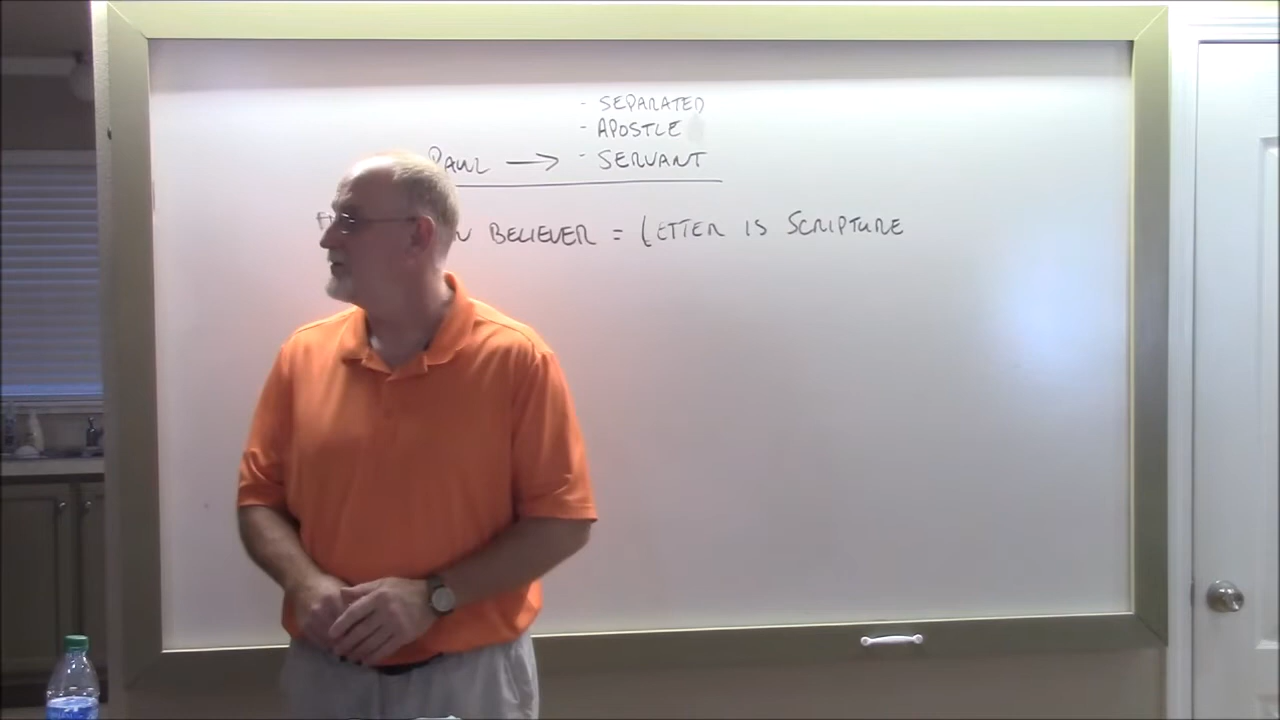 - SEPARATED
- APOSTLE
PAUL → - SERVANT
BELIEVER = LETTER IS SCRIPTURE